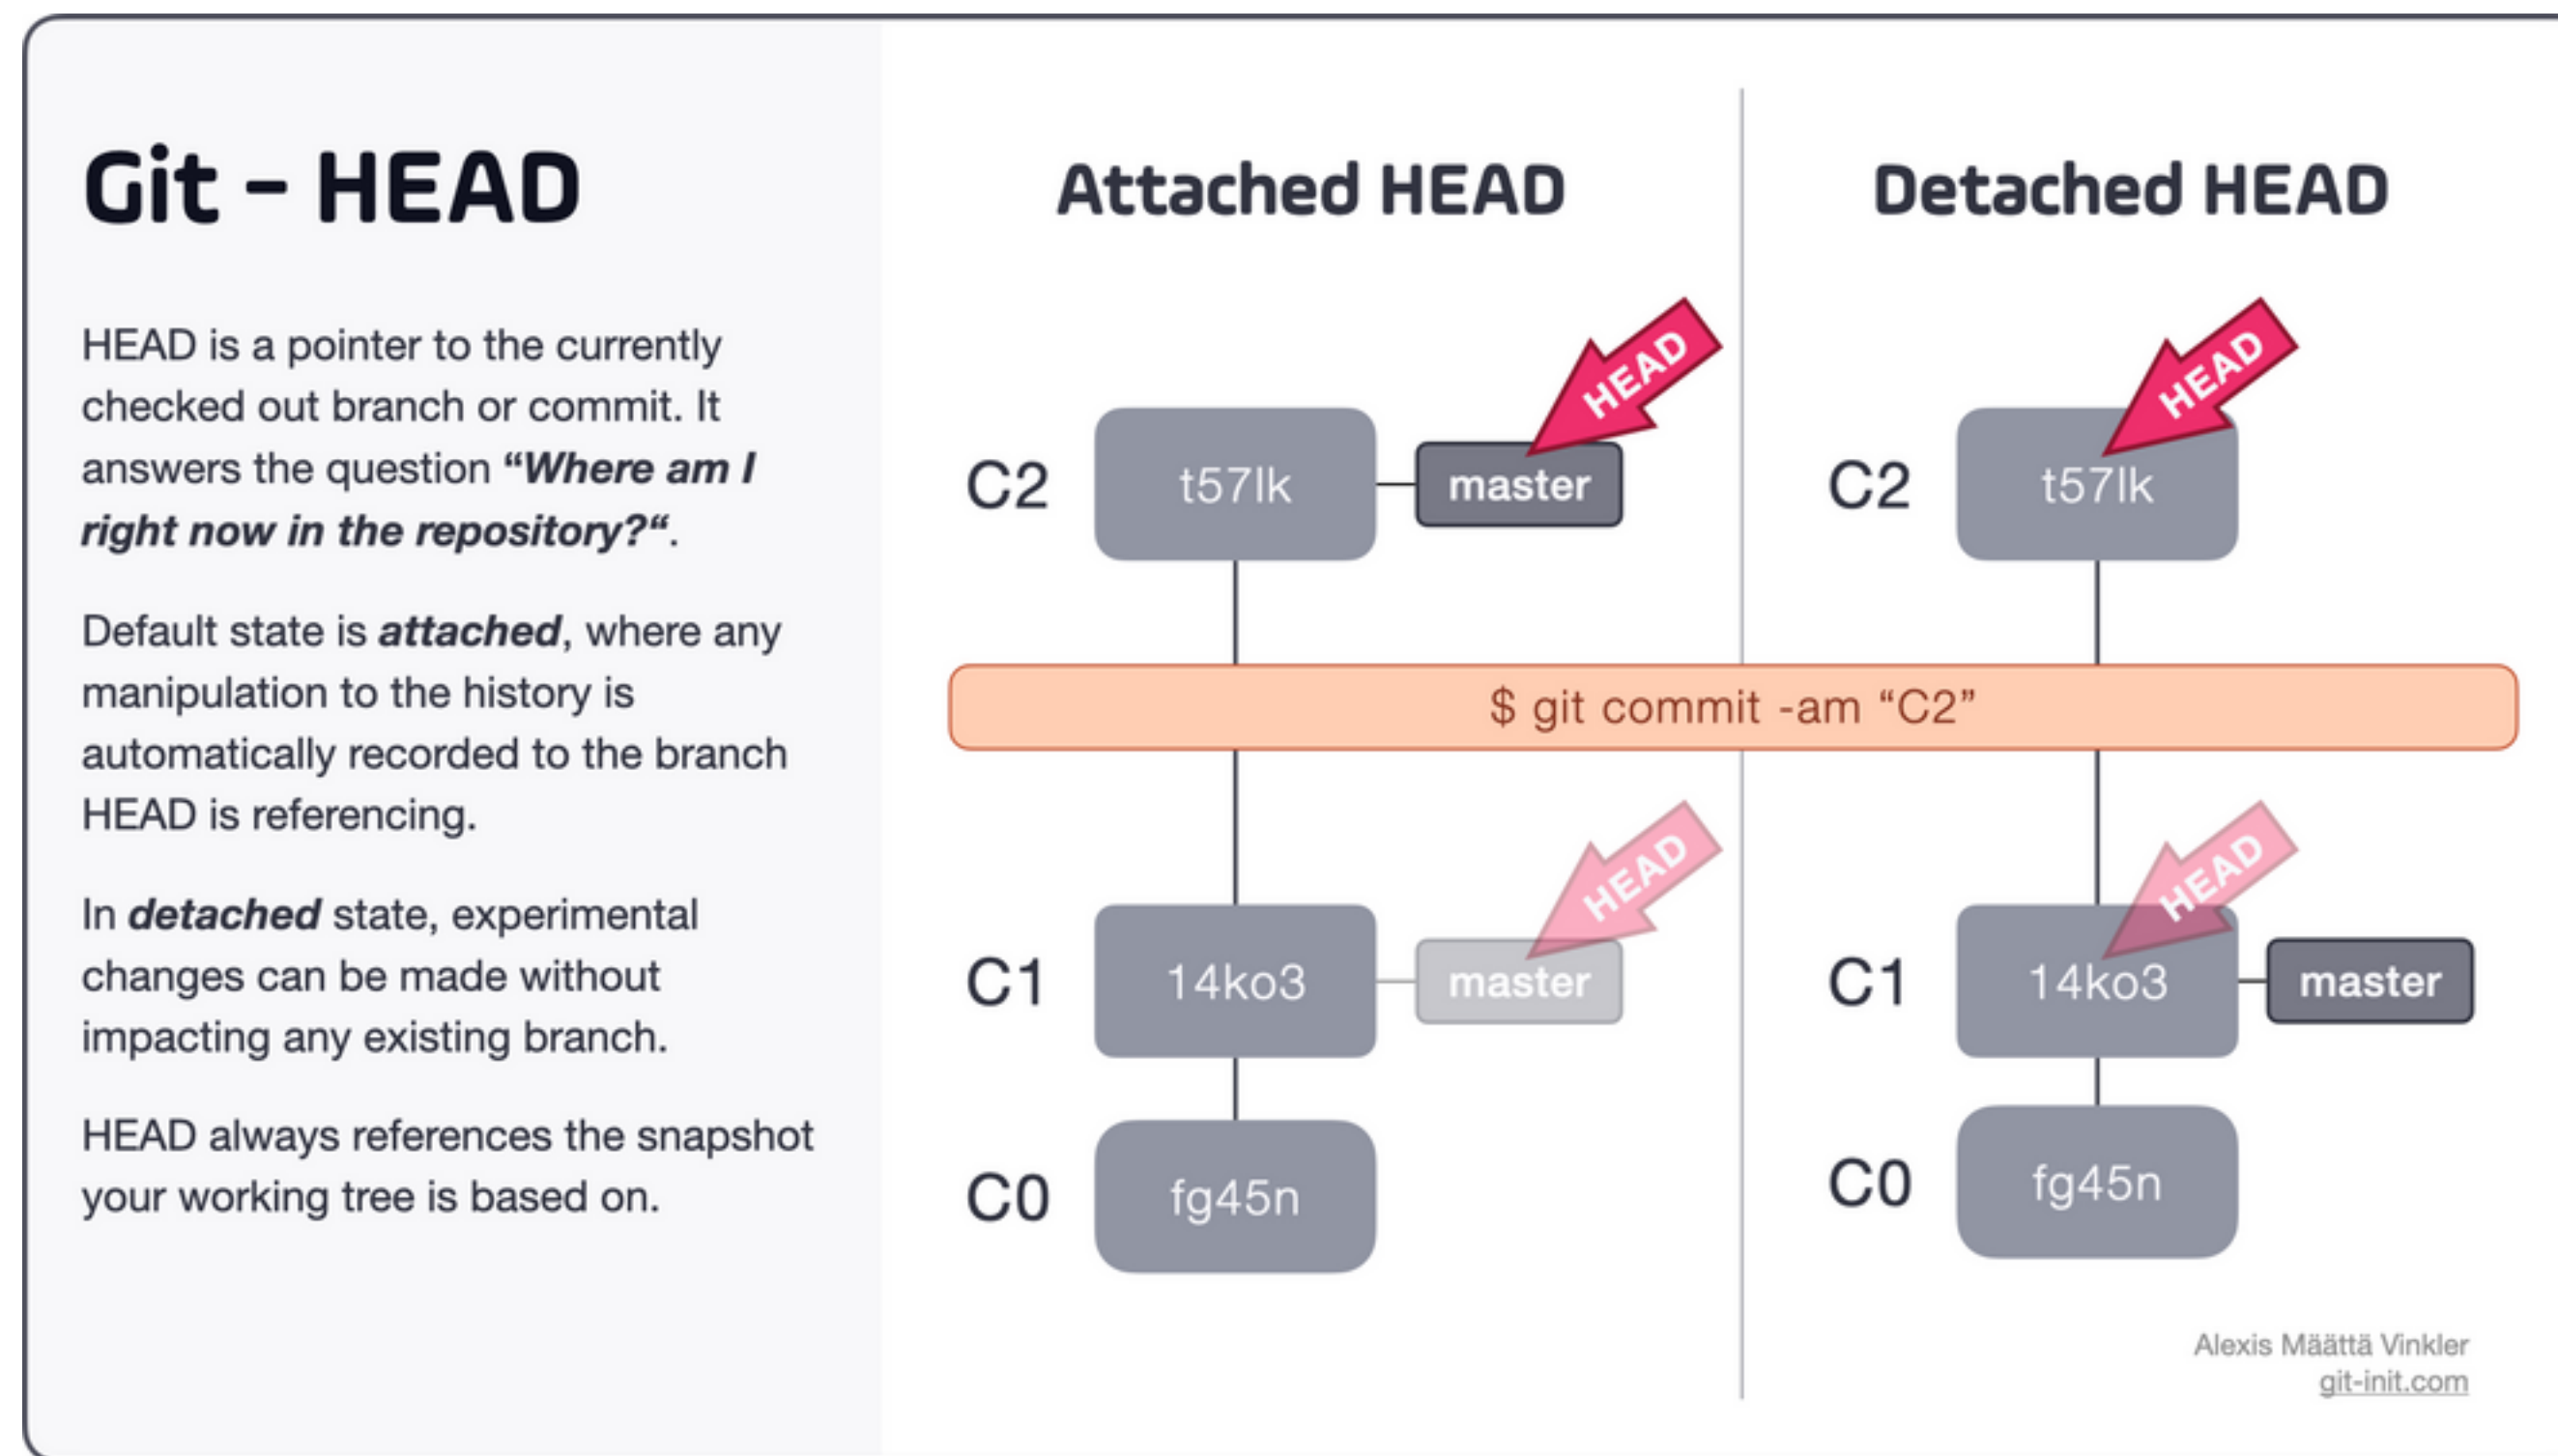 Git – HEAD
HEAD is a pointer to the currently
checked out branch or commit. It
answers the question “Where am I
right now in the repository?“.
Default state is attached, where any
manipulation to the history is
automatically recorded to the branch
HEAD is referencing.
In detached state, experimental
changes can be made without
impacting any existing branch.
HEAD always references the snapshot
your working tree is based on.
Attached HEAD
HEAD
C2 t57lk master
$ git commit -am “C2”
HEAD
C1 14ko3 master
C0 fg45n
Detached HEAD
HEAD
C2 t57lk
HEAD
C1 14ko3 master
C0 fg45n
Alexis Määttä Vinkler
git-init.com